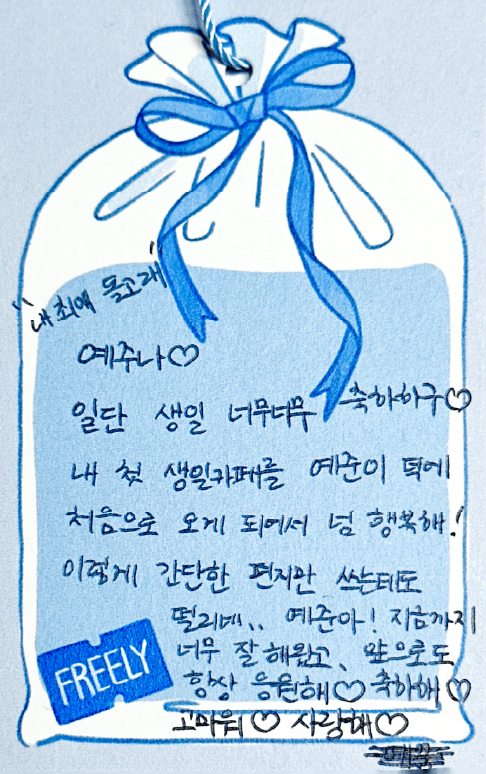 "내 최애 돌고래"
예주나♡
일단 생일 너무너무 축하하구♡
내 첫 생일카페를 예준이 덕에
처음으로 오게 되어서 넘 행복해!
이렇게 간단한 편지만 쓰는데도
떨리네.. 예준아! 지금까지
너무 잘 해왔고, 앞으로도
항상 응원해♡ 축하해♡
고마워♡ 사랑해♡
FREELY